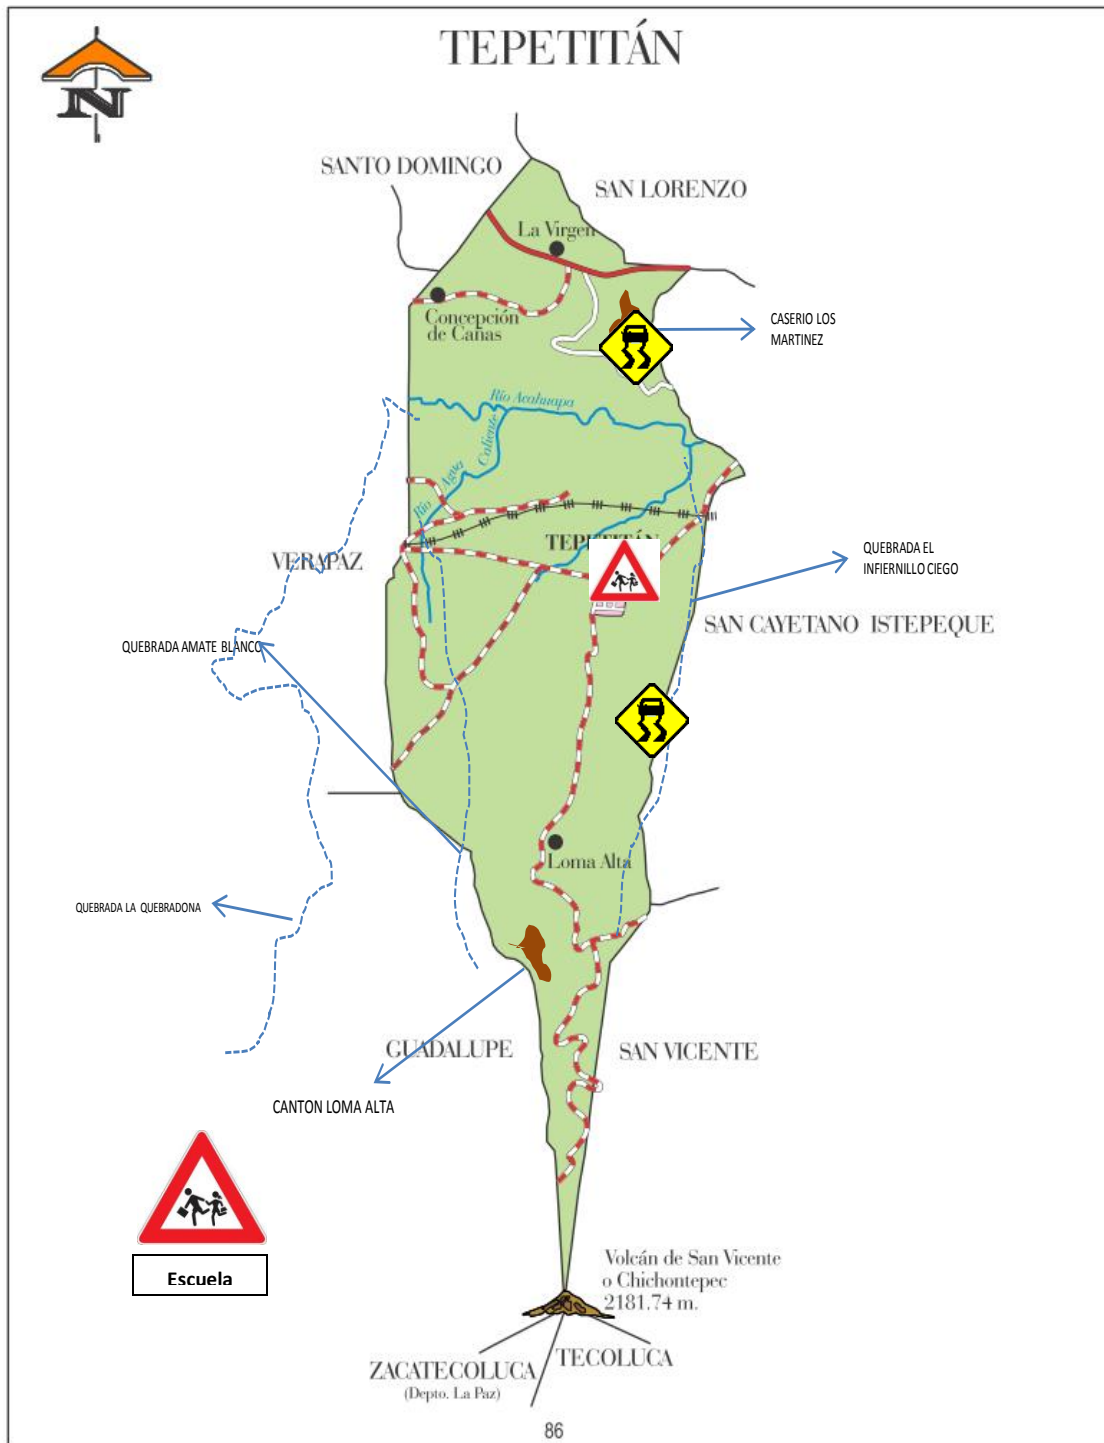 TEPETITÁN
N
SANTO DOMINGO
SAN LORENZO
La Virgen
Concepción
de Cañas
CASERIO LOS
MARTINEZ
Río Acahuapa
Río Agua Caliente
TEPETITÁN
VERAPAZ
QUEBRADA EL
INFIERNILLO CIEGO
SAN CAYETANO ISTEPEQUE
QUEBRADA AMATE BLANCO
Loma Alta
QUEBRADA LA QUEBRADONA
GUADALUPE
SAN VICENTE
CANTON LOMA ALTA
Escuela
Volcán de San Vicente
o Chichontepec
2181.74 m.
ZACATECOLUCA
(Depto. La Paz)
TECOLUCA
86